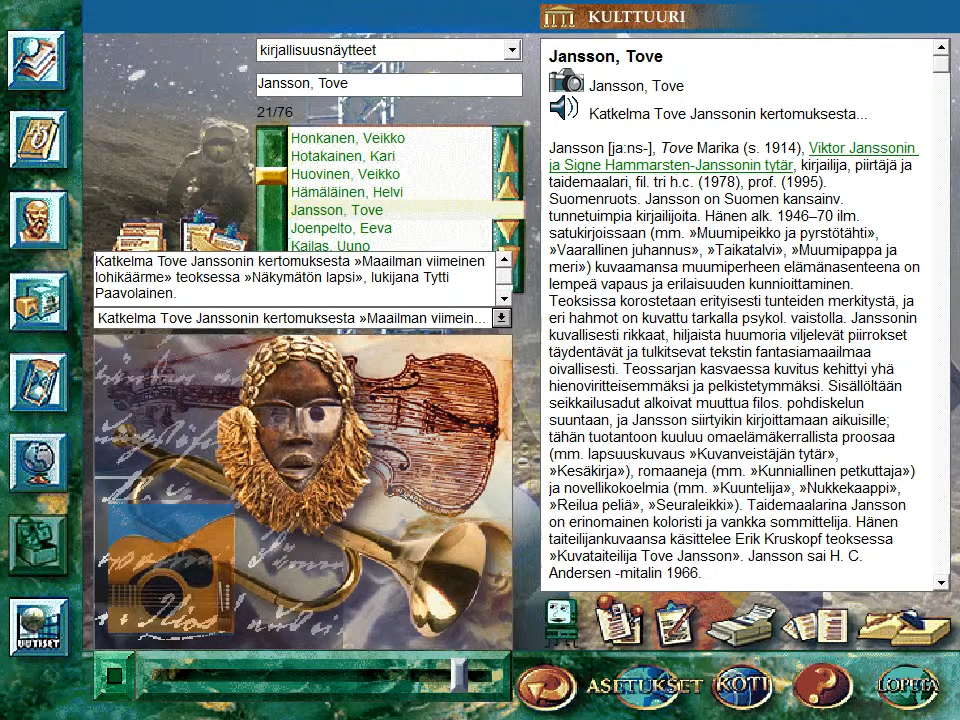 KULTTUURI
kirjallisuusnäytteet
Jansson, Tove
21/76
Honkanen, Veikko
Hotakainen, Kari
Huovinen, Veikko
Hämäläinen, Helvi
Jansson, Tove
Joenpelto, Eeva
Kailas, Uuno
Katkelma Tove Janssonin kertomuksesta »Maailman viimeinen
lohikäärme» teoksessa »Näkymätön lapsi», lukijana Tytti
Paavolainen.
Katkelma Tove Janssonin kertomuksesta »Maailman viimein...
Jansson, Tove
Jansson, Tove
Katkelma Tove Janssonin kertomuksesta...
Jansson [ja:ns-], Tove Marika (s. 1914), Viktor Janssonin
ja Signe Hammarsten-Janssonin tytär, kirjailija, piirtäjä ja
taidemaalari, fil. tri h.c. (1978), prof. (1995).
Suomenruots. Jansson on Suomen kansainv.
tunnetuimpia kirjailijoita. Hänen alk. 1946–70 ilm.
satukirjoissaan (mm. »Muumipeikko ja pyrstötähti»,
»Vaarallinen juhannus», »Taikatalvi», »Muumipappa ja
meri») kuvaamansa muumiperheen elämänasenteena on
lempeä vapaus ja erilaisuuden kunnioittaminen.
Teoksissa korostetaan erityisesti tunteiden merkitystä, ja
eri hahmot on kuvattu tarkalla psykol. vaistolla. Janssonin
kuvallisesti rikkaat, hiljaista huumoria viljelevät piirrokset
täydentävät ja tulkitsevat tekstin fantasiamaailmaa
oivallisesti. Teossarjan kasvaessa kuvitus kehittyi yhä
hienoviritteisemmäksi ja pelkistetymmäksi. Sisällöltään
seikkailusadut alkoivat muuttua filos. pohdiskelun
suuntaan, ja Jansson siirtyikin kirjoittamaan aikuisille;
tähän tuotantoon kuuluu omaelämäkerrallista proosaa
(mm. lapsuuskuvaus »Kuvanveistäjän tytär»,
»Kesäkirja»), romaaneja (mm. »Kunniallinen petkuttaja»)
ja novellikokoelmia (mm. »Kuuntelija», »Nukkekaappi»,
»Reilua peliä», »Seuraleikki»). Taidemaalarina Jansson
on erinomainen koloristi ja vankka sommittelija. Hänen
taiteilijankuvaansa käsittelee Erik Kruskopf teoksessa
»Kuvataiteilija Tove Jansson». Jansson sai H. C.
Andersen -mitalin 1966.
UUTISET
ASETUKSET
KOTI
?
LOPETA